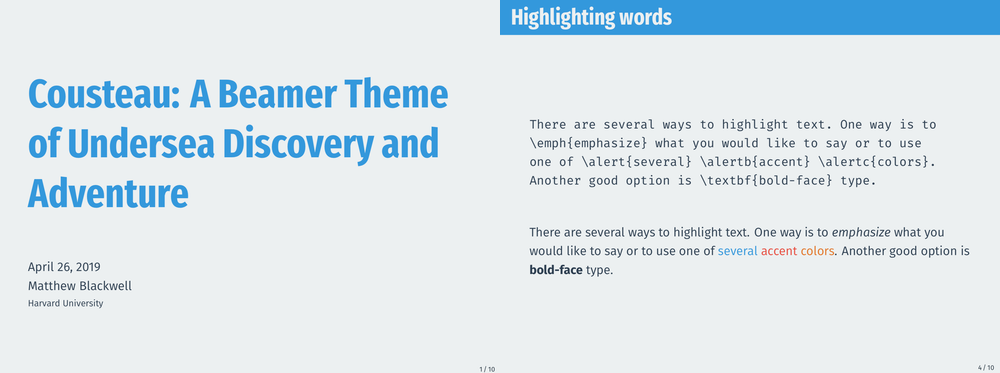 Cousteau: A Beamer Theme
of Undersea Discovery and
Adventure
April 26, 2019
Matthew Blackwell
Harvard University
1 / 10
Highlighting words
There are several ways to highlight text. One way is to
\emph{emphasize} what you would like to say or to use
one of \alert{several} \alertb{accent} \alertc{colors}.
Another good option is \textbf{bold-face} type.
There are several ways to highlight text. One way is to emphasize what you
would like to say or to use one of several accent colors. Another good option is
bold-face type.
4 / 10